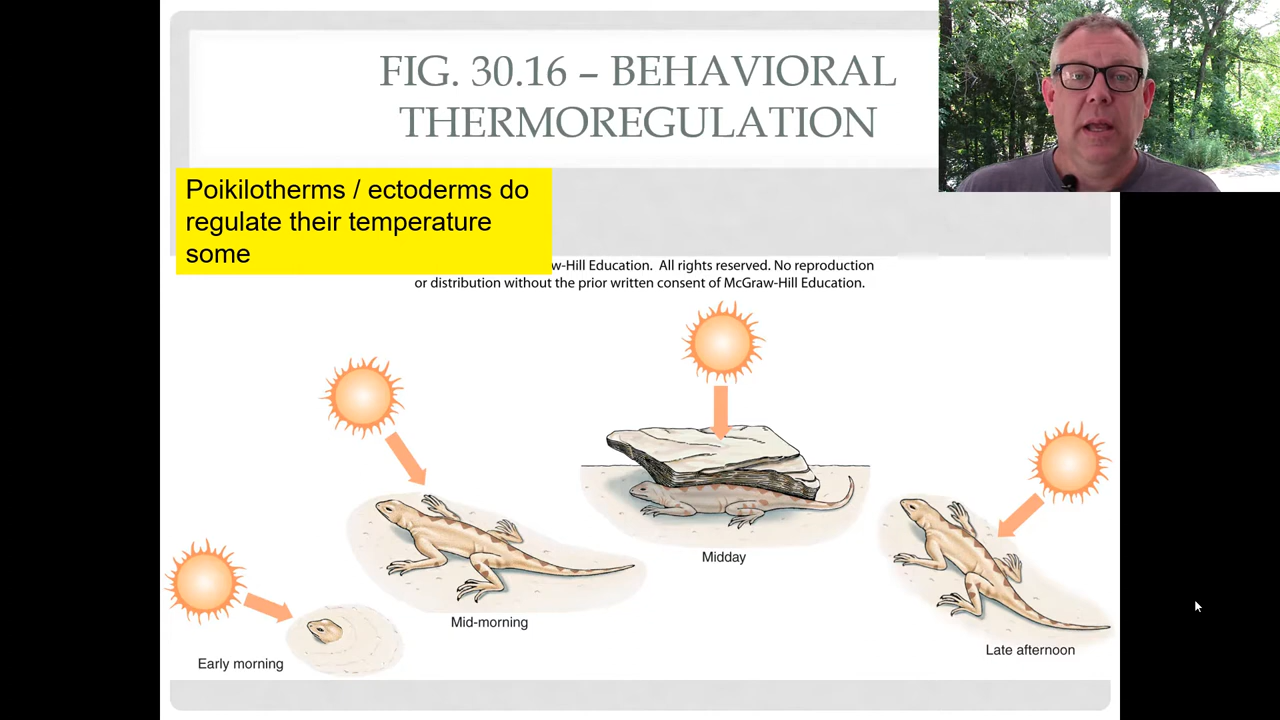 FIG. 30.16 – BEHAVIORAL
THERMOREGULATION
Poikilotherms / ectoderms do
regulate their temperature
some
w-Hill Education. All rights reserved. No reproduction
or distribution without the prior written consent of McGraw-Hill Education.
Midday
Mid-morning
Late afternoon
Early morning